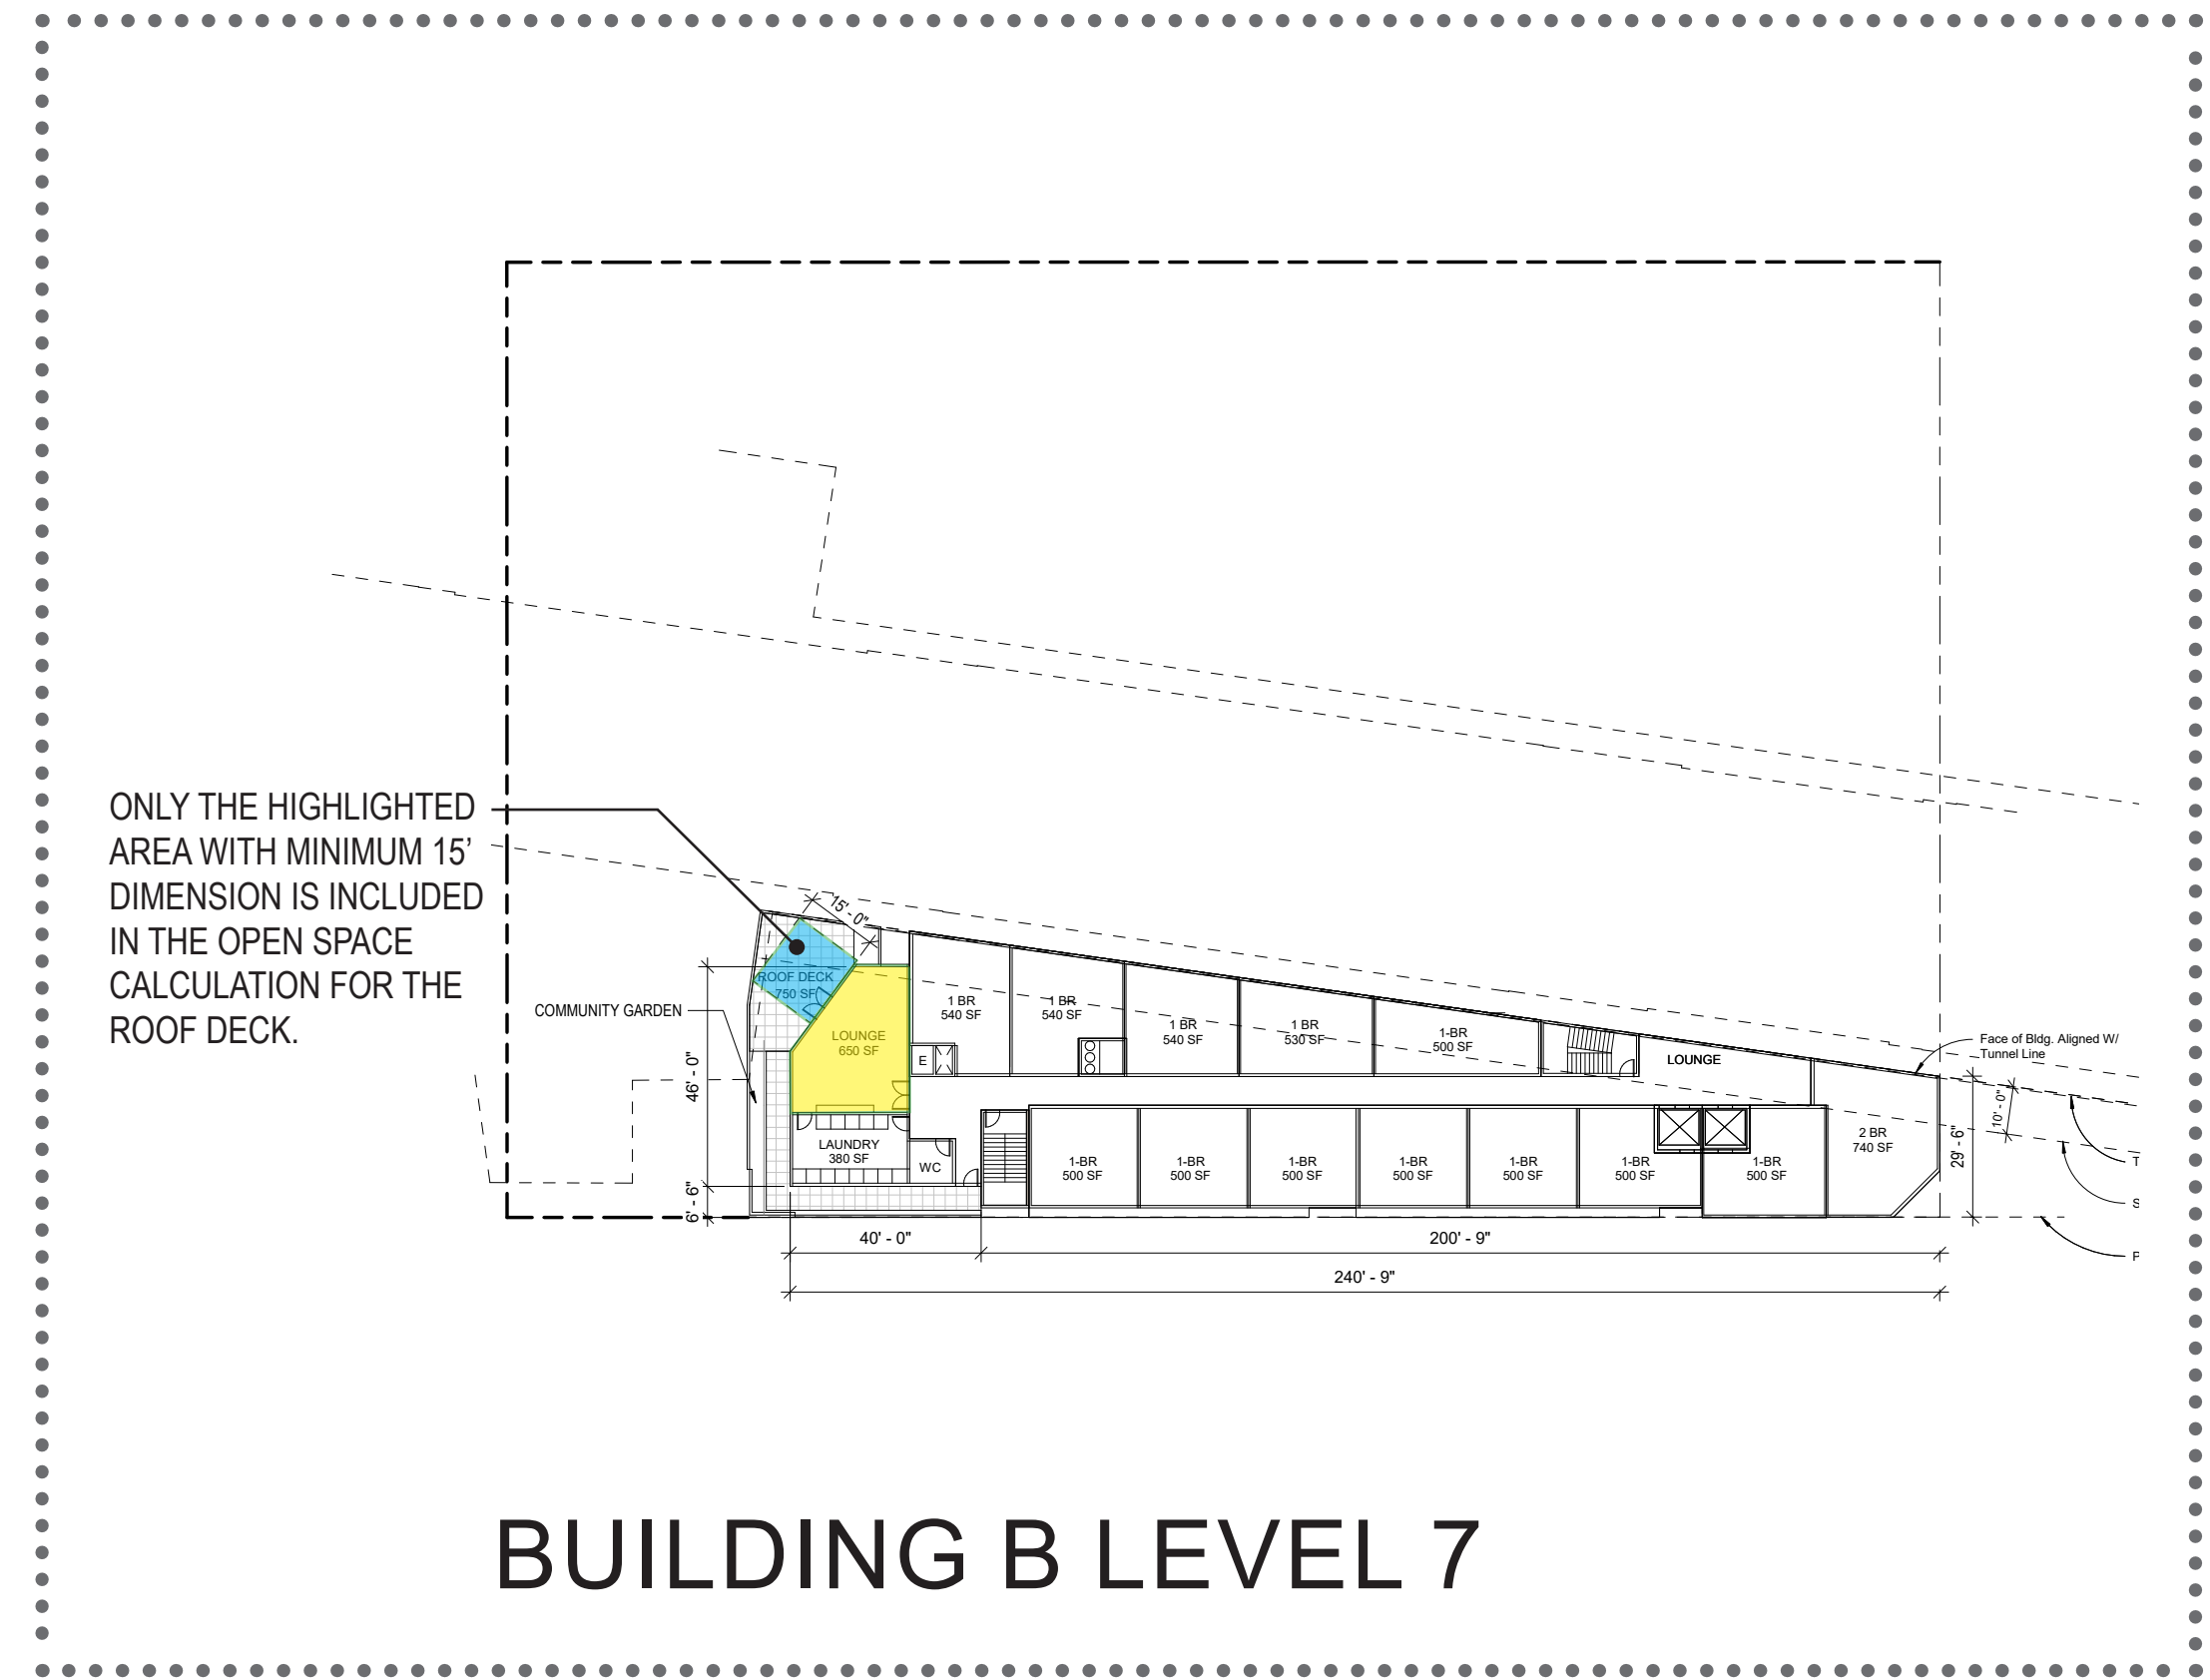 ONLY THE HIGHLIGHTED
AREA WITH MINIMUM 15'
DIMENSION IS INCLUDED
IN THE OPEN SPACE
CALCULATION FOR THE
ROOF DECK.
15' - 0"
ROOF DECK
750 SF
COMMUNITY GARDEN
LOUNGE
650 SF
46' - 0"
6' - 6"
1 BR
540 SF
1 BR
540 SF
1 BR
540 SF
1 BR
530 SF
1-BR
500 SF
LOUNGE
E
LAUNDRY
380 SF
WC
1-BR
500 SF
1-BR
500 SF
1-BR
500 SF
1-BR
500 SF
1-BR
500 SF
1-BR
500 SF
1-BR
500 SF
2 BR
740 SF
Face of Bldg. Aligned W/
Tunnel Line
10' - 0"
29' - 6"
T
S
P
40' - 0"
200' - 9"
240' - 9"
BUILDING B LEVEL 7